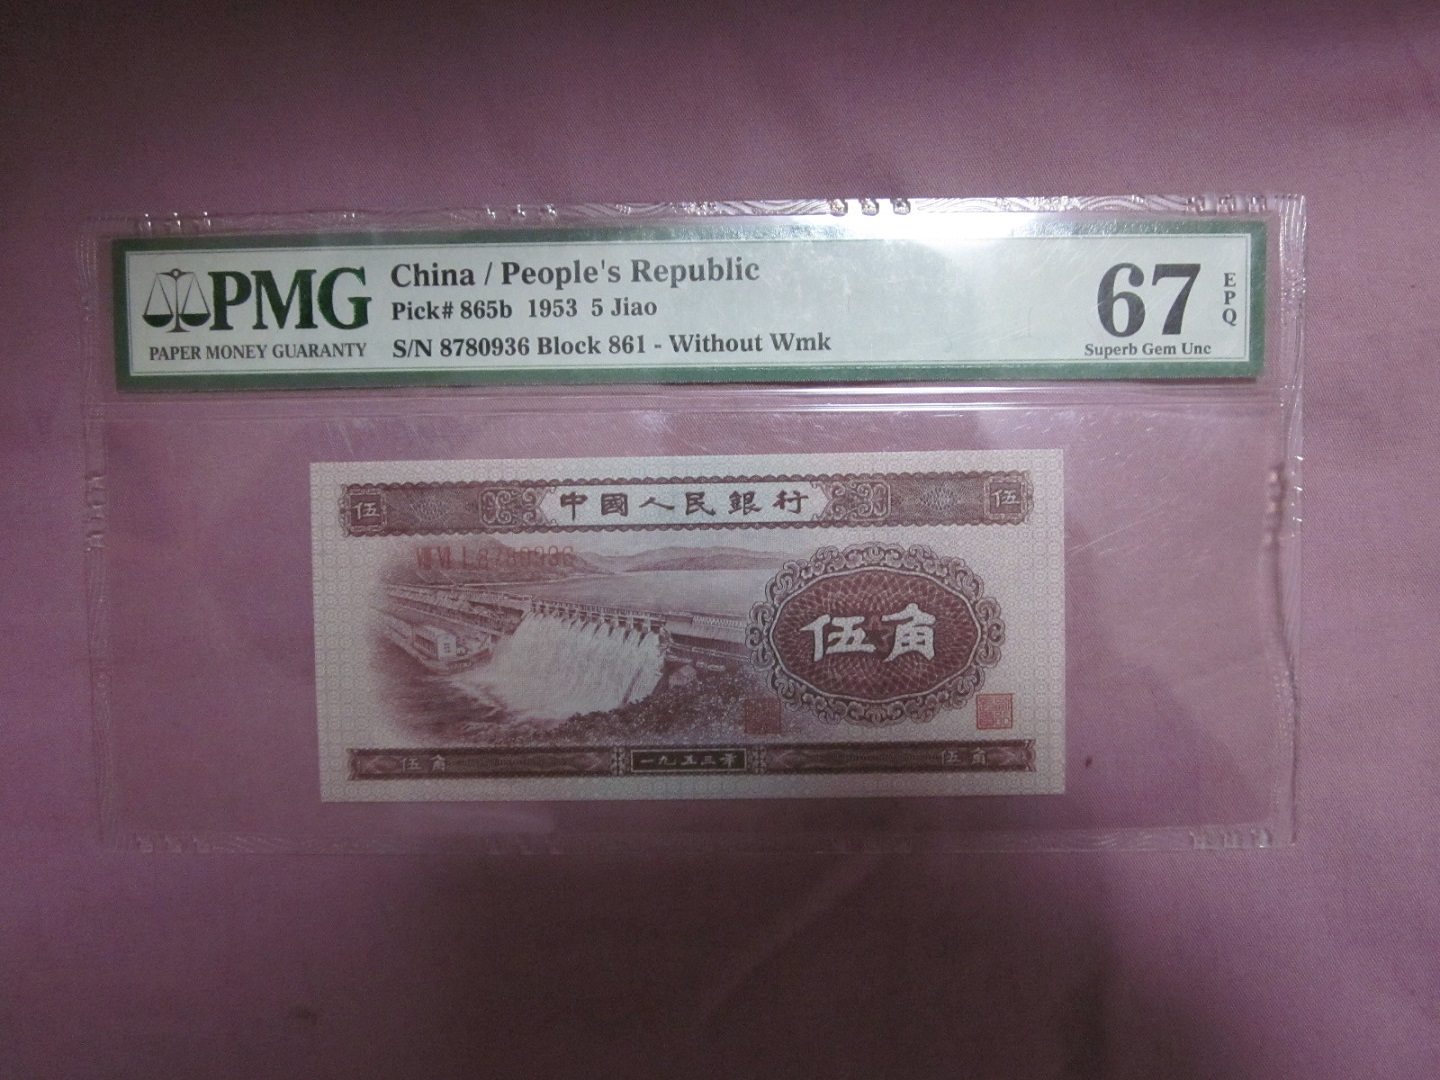 PMG
PAPER MONEY GUARANTY
China / People's Republic
Pick# 865b 1953 5 Jiao
S/N 8780936 Block 861 - Without Wmk
67
EPQ
Superb Gem Unc
伍 中國人民銀行 伍
ⅧⅥⅠ 8780936
伍角
伍角 一九五三年 伍角